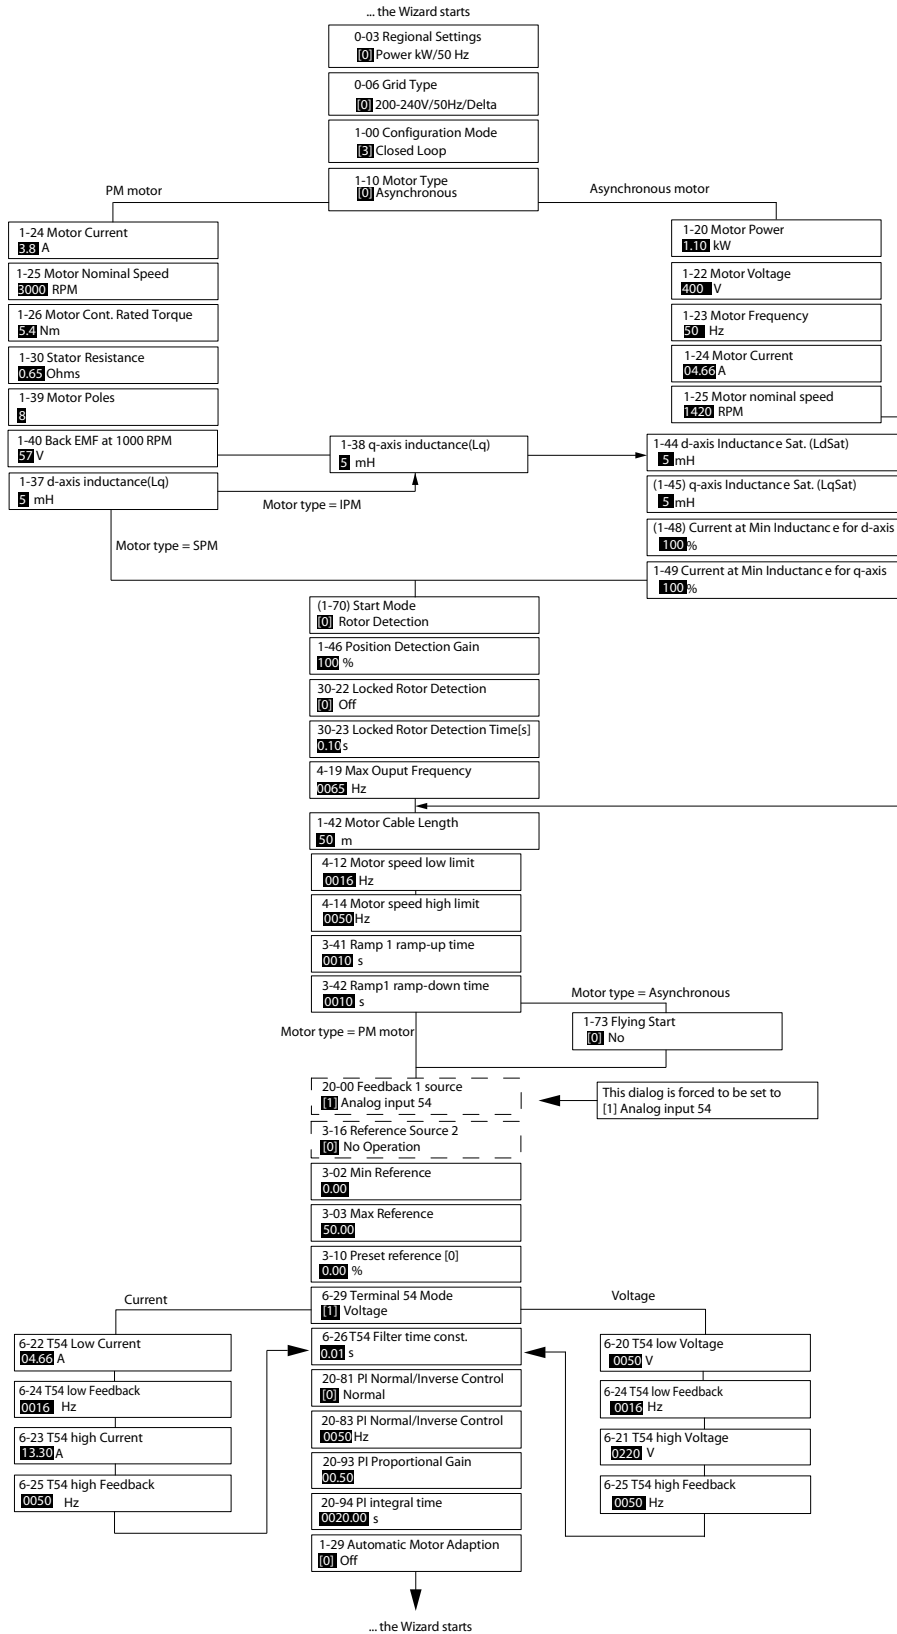 ... the Wizard starts
0-03 Regional Settings
[0] Power kW/50 Hz
0-06 Grid Type
[0] 200-240V/50Hz/Delta
1-00 Configuration Mode
[3] Closed Loop
1-10 Motor Type
[0] Asynchronous
PM motor
Asynchronous motor
1-24 Motor Current
3.8 A
1-25 Motor Nominal Speed
3000 RPM
1-26 Motor Cont. Rated Torque
5.4 Nm
1-30 Stator Resistance
0.65 Ohms
1-39 Motor Poles
8
1-40 Back EMF at 1000 RPM
57 V
1-37 d-axis inductance(Lq)
5 mH
1-20 Motor Power
1.10 kW
1-22 Motor Voltage
400 V
1-23 Motor Frequency
50 Hz
1-24 Motor Current
04.66 A
1-25 Motor nominal speed
1420 RPM
1-38 q-axis inductance(Lq)
5 mH
Motor type = IPM
Motor type = SPM
1-44 d-axis Inductance Sat. (LdSat)
5 mH
(1-45) q-axis Inductance Sat. (LqSat)
5 mH
(1-48) Current at Min Inductance for d-axis
100 %
1-49 Current at Min Inductance for q-axis
100 %
(1-70) Start Mode
[0] Rotor Detection
1-46 Position Detection Gain
100 %
30-22 Locked Rotor Detection
[0] Off
30-23 Locked Rotor Detection Time[s]
0.10 s
4-19 Max Ouput Frequency
0065 Hz
1-42 Motor Cable Length
50 m
4-12 Motor speed low limit
0016 Hz
4-14 Motor speed high limit
0050 Hz
3-41 Ramp 1 ramp-up time
0010 s
3-42 Ramp1 ramp-down time
0010 s
Motor type = Asynchronous
Motor type = PM motor
1-73 Flying Start
[0] No
20-00 Feedback 1 source
[1] Analog input 54
This dialog is forced to be set to
[1] Analog input 54
3-16 Reference Source 2
[0] No Operation
3-02 Min Reference
0.00
3-03 Max Reference
50.00
3-10 Preset reference [0]
0.00 %
6-29 Terminal 54 Mode
[1] Voltage
Current
Voltage
6-22 T54 Low Current
04.66 A
6-24 T54 low Feedback
0016 Hz
6-23 T54 high Current
13.30 A
6-25 T54 high Feedback
0050 Hz
6-26 T54 Filter time const.
0.01 s
20-81 PI Normal/Inverse Control
[0] Normal
20-83 PI Normal/Inverse Control
0050 Hz
20-93 PI Proportional Gain
00.50
20-94 PI integral time
0020.00 s
1-29 Automatic Motor Adaption
[0] Off
6-20 T54 low Voltage
0050 V
6-24 T54 low Feedback
0016 Hz
6-21 T54 high Voltage
0220 V
6-25 T54 high Feedback
0050 Hz
... the Wizard starts